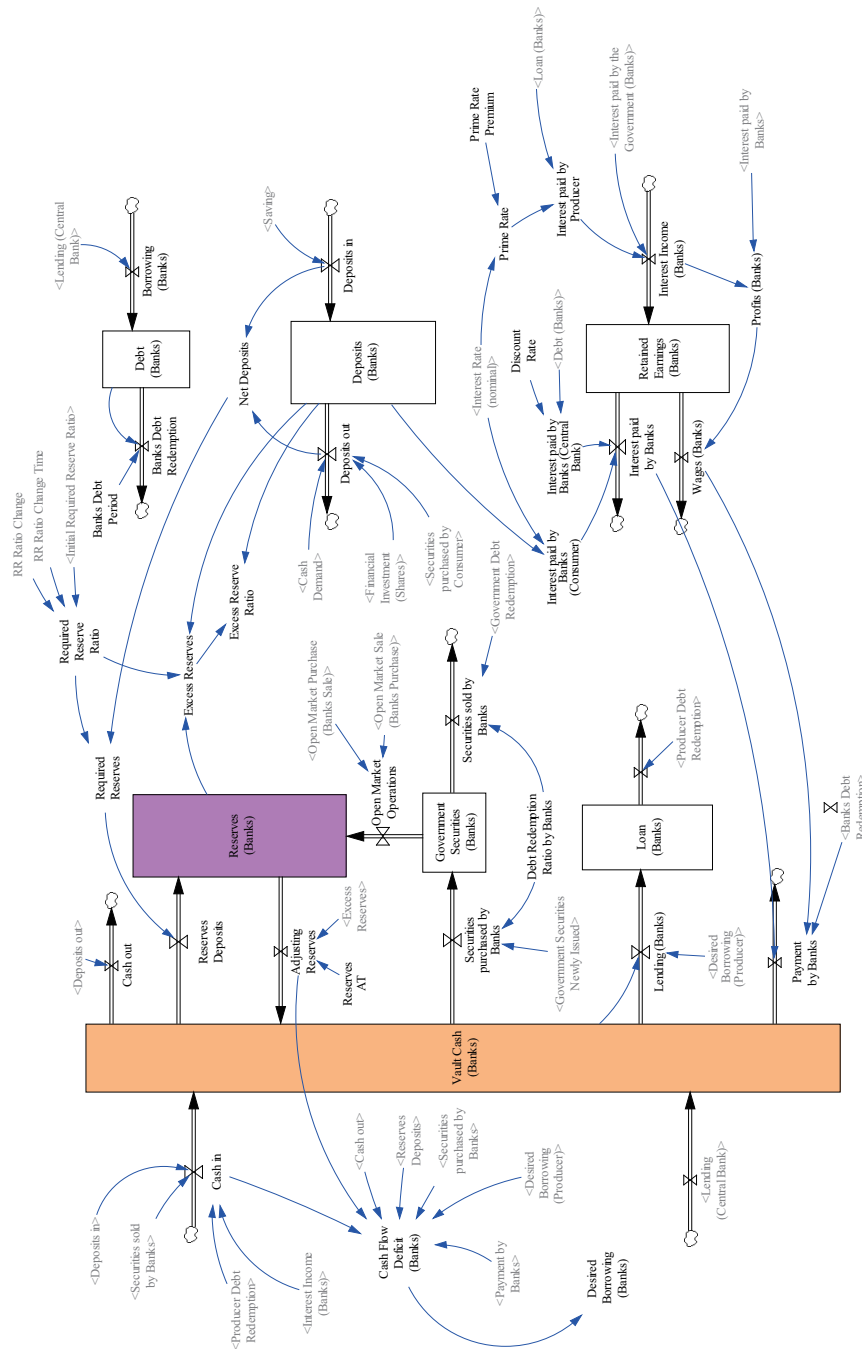 <Deposits in>
<Securities sold
by Banks>
Cash in
<Producer Debt
Redemption>
<Interest Income
(Banks)>
Cash Flow
Deficit
(Banks)
<Cash out>
<Reserves
Deposits>
<Securities
purchased by
Banks>
<Desired
Borrowing
(Producer)>
<Payment by
Banks>
Desired
Borrowing
(Banks)
<Lending
(Central Bank)>
Vault Cash
(Banks)
<Deposits out>
Cash out
Reserves
Deposits
Adjusting
Reserves
Reserves
AT
<Excess
Reserves>
Securities
purchased by
Banks
<Government Securities
Newly Issued>
Lending (Banks)
<Desired
Borrowing
(Producer)>
Payment
by Banks
<Banks Debt
Redemption>
Required
Reserves
Reserves
(Banks)
Open Market
Operations
<Open Market Purchase
(Banks Sale)>
<Open Market Sale
(Banks Purchase)>
Government
Securities
(Banks)
Debt Redemption
Ratio by Banks
Securities sold by
Banks
<Government Debt
Redemption>
Loan
(Banks)
<Producer Debt
Redemption>
RR Ratio Change
RR Ratio Change Time
<Initial Required Reserve Ratio>
Required
Reserve
Ratio
Excess Reserves
Excess Reserve
Ratio
Banks Debt
Period
Banks Debt
Redemption
Debt
(Banks)
Borrowing
(Banks)
<Lending (Central
Bank)>
Net Deposits
<Saving>
Deposits in
Deposits
(Banks)
Deposits out
<Cash
Demand>
<Financial
Investment
(Shares)>
<Securities
purchased by
Consumer>
<Interest Rate
(nominal)>
Prime Rate
Premium
Prime Rate
<Loan (Banks)>
Interest paid by
Producer
Discount
Rate
<Debt (Banks)>
Interest paid by
Banks (Central
Bank)
Interest paid by
Banks
(Consumer)
<Interest paid by the
Government (Banks)>
Interest Income
(Banks)
Retained
Earnings
(Banks)
Interest paid
by Banks
Wages (Banks)
Profits (Banks)
<Interest paid by
Banks>